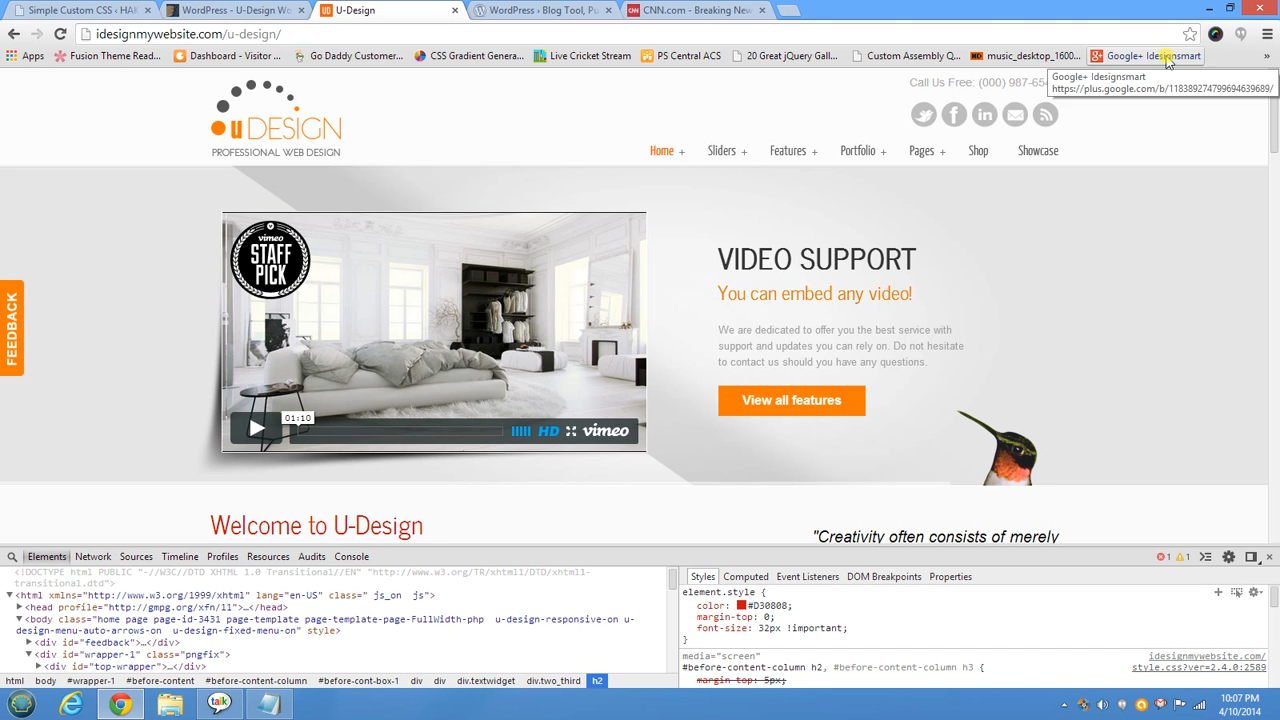 Simple Custom CSS ‹ HAI
WordPress - U-Design Wo
U-Design
WordPress › Blog Tool, Pu
CNN.com - Breaking New
idesignmywebsite.com/u-design/
Apps
Fusion Theme Read...
Dashboard - Visitor ...
Go Daddy Customer...
CSS Gradient Gener...
Live Cricket Stream
PS Central ACS
20 Great jQuery Gall...
Custom Assembly Q...
music_desktop_1600...
Google+ Idesignsmart
»
Google+ Idesignsmart
https://plus.google.com/b/118389274799694639689/
Call Us Free: (000) 987-654
uDESIGN
PROFESSIONAL WEB DESIGN
Home +
Sliders +
Features +
Portfolio +
Pages +
Shop
Showcase
FEEDBACK
vimeo
STAFF
PICK
01:10
HD
vimeo
VIDEO SUPPORT
You can embed any video!
We are dedicated to offer you the best service with
support and updates you can rely on. Do not hesitate
to contact us should you have any questions.
View all features
Welcome to U-Design
"Creativity often consists of merely
Elements Network Sources Timeline Profiles Resources Audits Console
1 1
<!DOCTYPE html PUBLIC "-//W3C//DTD XHTML 1.0 Transitional//EN" "http://www.w3.org/TR/xhtml1/DTD/xhtml1-
transitional.dtd">
<html xmlns="http://www.w3.org/1999/xhtml" lang="en-US" class=" js_on  js">
<head profile="http://gmpg.org/xfn/11">…</head>
<body class="home page page-id-3431 page-template page-template-page-FullWidth-php  u-design-responsive-on u-
design-menu-auto-arrows-on  u-design-fixed-menu-on" style>
<div id="feedback">…</div>
<div id="wrapper-1" class="pngfix">
<div id="top-wrapper">…</div>
html body #wrapper-1 #before-content #before-content-column #before-cont-box-1 div div div.textwidget div.two_third h2
Styles Computed Event Listeners DOM Breakpoints Properties
element.style {
color: #D30808;
margin-top: 0;
font-size: 32px !important;
}
media="screen" idesignmywebsite.com/
#before-content-column h2, #before-content-column h3 { style.css?ver=2.4.0:2589
margin-top: 5px;
talk
10:07 PM
4/10/2014